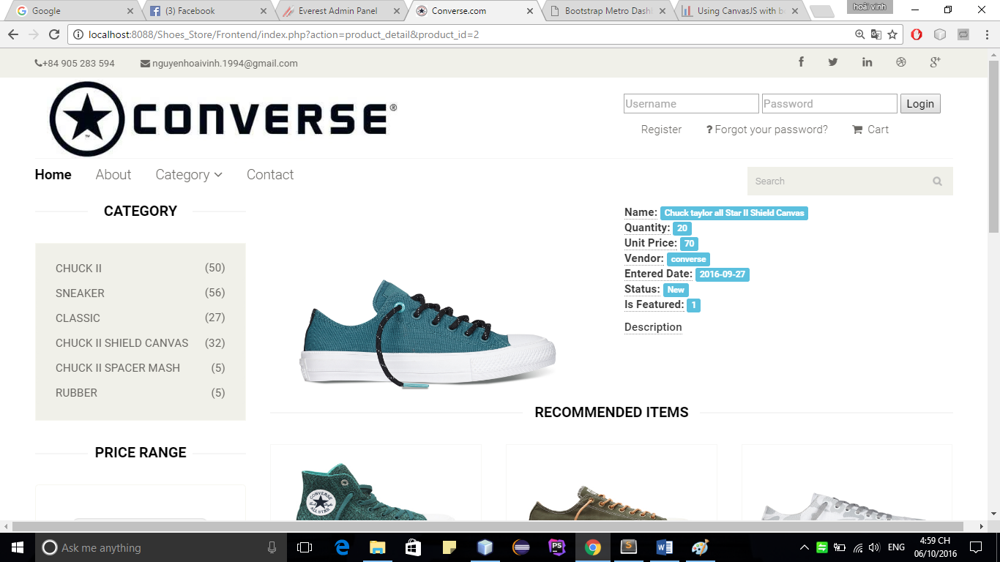 Google
(3) Facebook
Everest Admin Panel
Converse.com
Bootstrap Metro Dash
Using CanvasJS with b
hoài vinh
localhost:8088/Shoes_Store/Frontend/index.php?action=product_detail&product_id=2
+84 905 283 594
nguyenhoaivinh.1994@gmail.com
CONVERSE®
TM
Username
Password
Login
Register
? Forgot your password?
Cart
Home
About
Category
Contact
Search
CATEGORY
CHUCK II (50)
SNEAKER (56)
CLASSIC (27)
CHUCK II SHIELD CANVAS (32)
CHUCK II SPACER MASH (5)
RUBBER (5)
PRICE RANGE
Name: Chuck taylor all Star II Shield Canvas
Quantity: 20
Unit Price: 70
Vendor: converse
Entered Date: 2016-09-27
Status: New
Is Featured: 1
Description
RECOMMENDED ITEMS
CONVERSE
ALL STAR
Ask me anything
PS
ENG
4:59 CH
06/10/2016